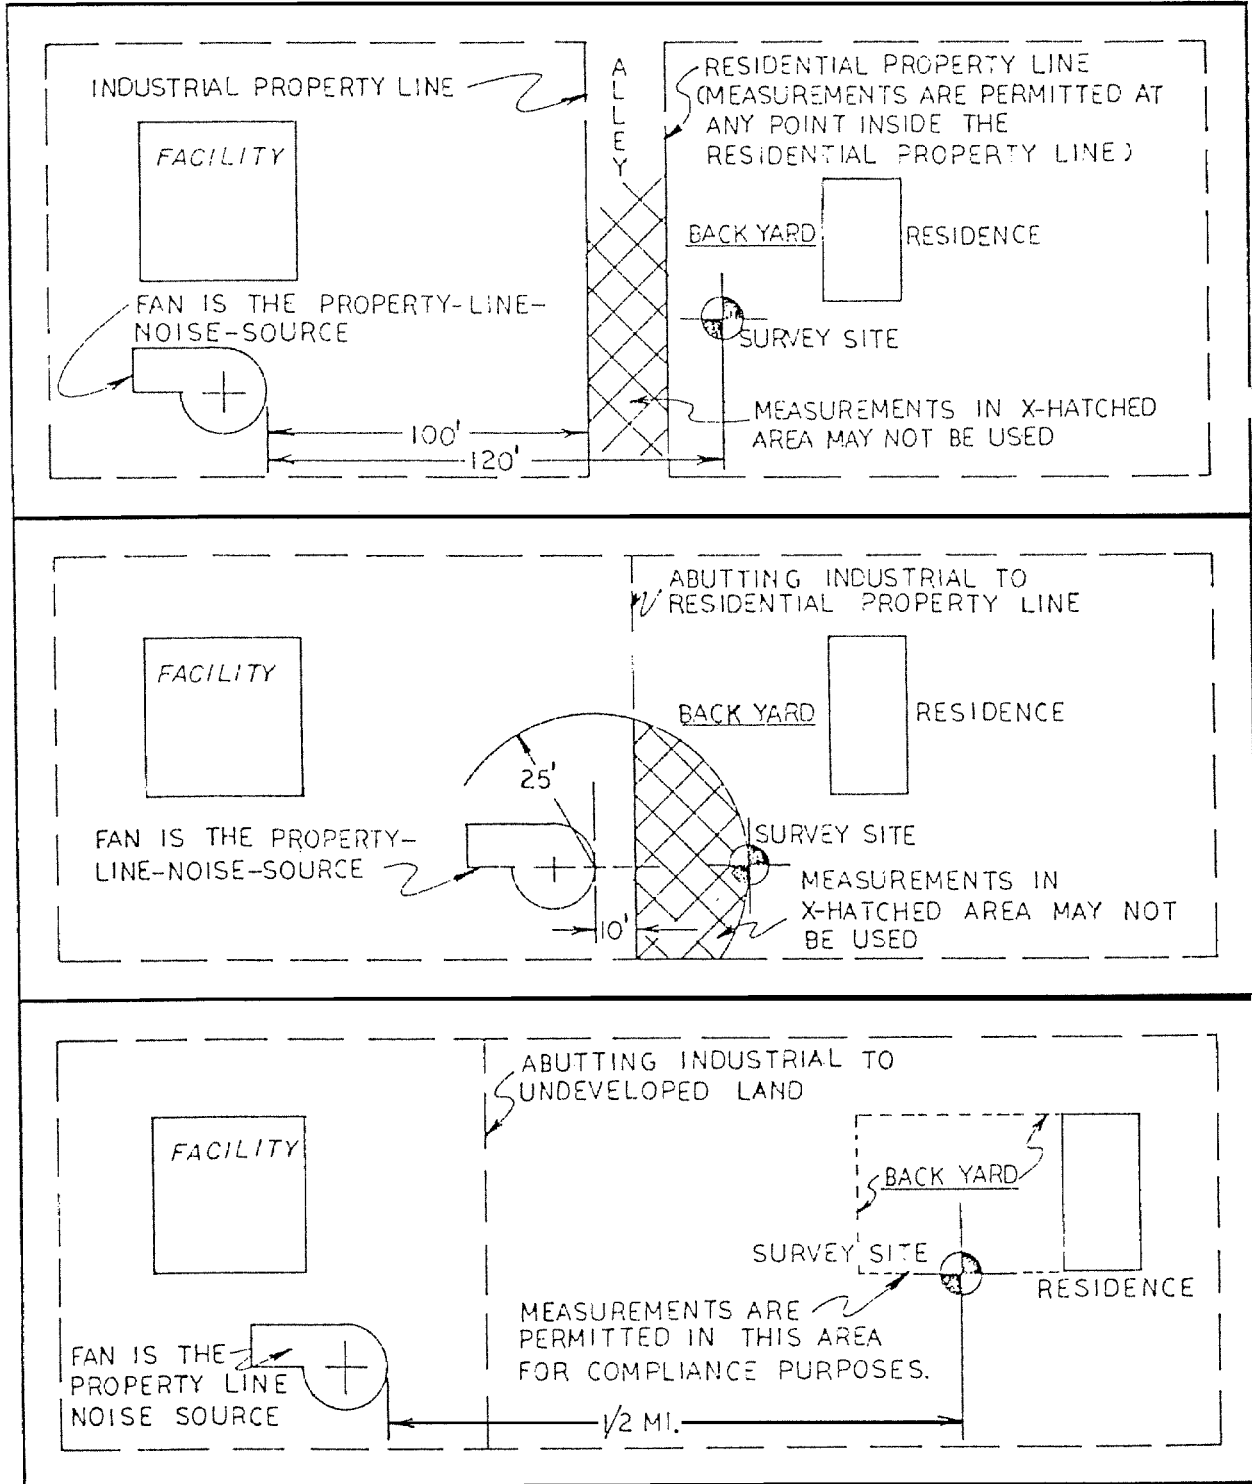 INDUSTRIAL PROPERTY LINE
ALLEY
RESIDENTIAL PROPERTY LINE
(MEASUREMENTS ARE PERMITTED AT
ANY POINT INSIDE THE
RESIDENTIAL PROPERTY LINE)
FACILITY
BACK YARD
RESIDENCE
FAN IS THE PROPERTY-LINE-
NOISE-SOURCE
SURVEY SITE
MEASUREMENTS IN X-HATCHED
AREA MAY NOT BE USED
100'
120'
ABUTTING INDUSTRIAL TO
RESIDENTIAL PROPERTY LINE
FACILITY
BACK YARD
RESIDENCE
25'
FAN IS THE PROPERTY-
LINE-NOISE-SOURCE
SURVEY SITE
MEASUREMENTS IN
X-HATCHED AREA MAY NOT
BE USED
10'
ABUTTING INDUSTRIAL TO
UNDEVELOPED LAND
FACILITY
BACK YARD
SURVEY SITE
RESIDENCE
MEASUREMENTS ARE
PERMITTED IN THIS AREA
FOR COMPLIANCE PURPOSES.
FAN IS THE
PROPERTY LINE
NOISE SOURCE
1/2 MI.